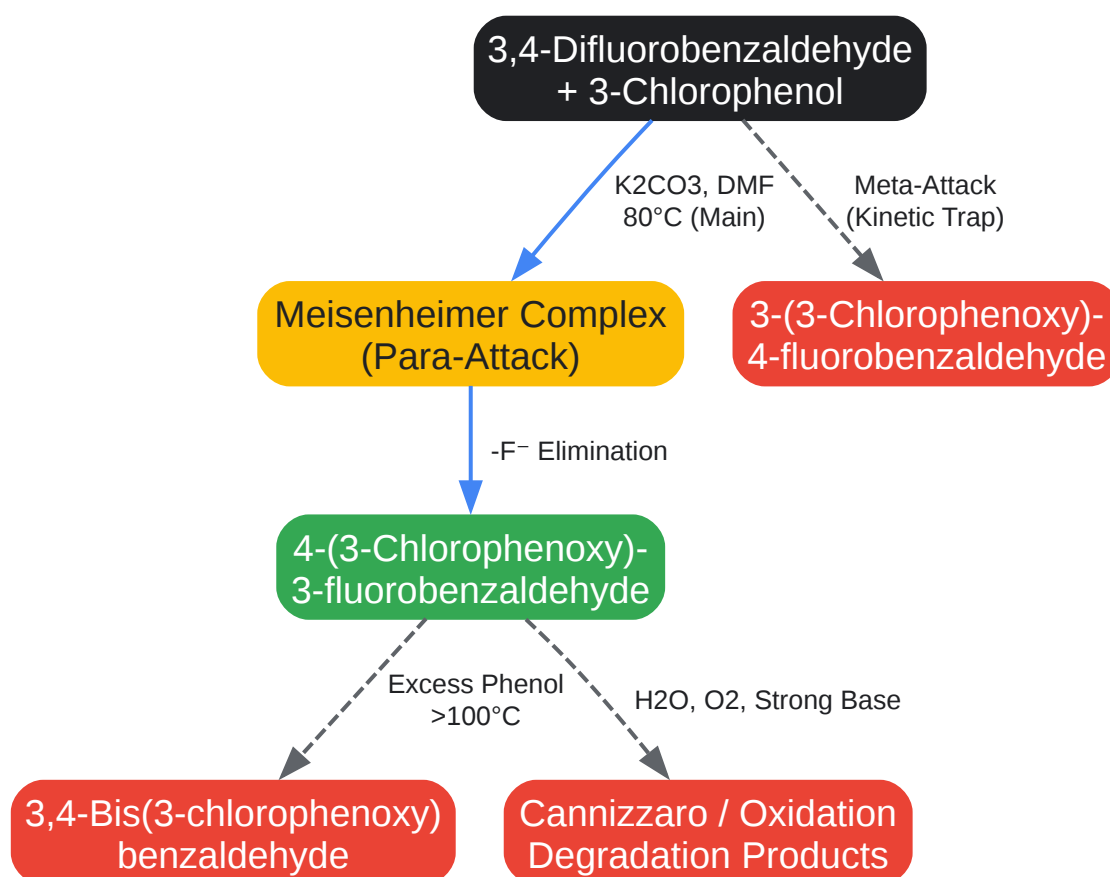 3,4-Difluorobenzaldehyde
+ 3-Chlorophenol
K2CO3, DMF
80°C (Main)
Meta-Attack
(Kinetic Trap)
Meisenheimer Complex
(Para-Attack)
3-(3-Chlorophenoxy)-
4-fluorobenzaldehyde
-F⁻ Elimination
4-(3-Chlorophenoxy)-
3-fluorobenzaldehyde
Excess Phenol
>100°C
H2O, O2, Strong Base
3,4-Bis(3-chlorophenoxy)
benzaldehyde
Cannizzaro / Oxidation
Degradation Products